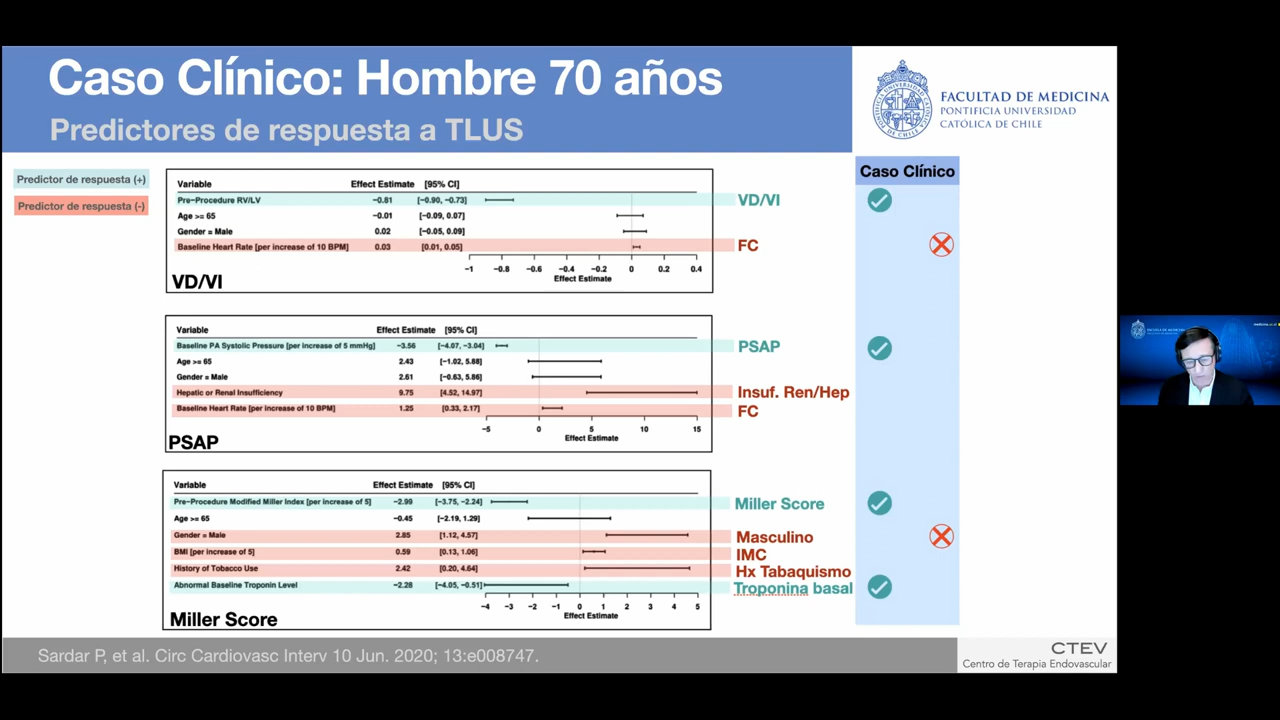 Caso Clínico: Hombre 70 años
Predictores de respuesta a TLUS
FACULTAD DE MEDICINA
PONTIFICIA UNIVERSIDAD
CATÓLICA DE CHILE
Predictor de respuesta (+)
Predictor de respuesta (-)
Caso Clínico
Variable Effect Estimate [95% CI]
Pre-Procedure RV/LV −0.81 [−0.90, −0.73] VD/VI
Age >= 65 −0.01 [−0.09, 0.07]
Gender = Male 0.02 [−0.05, 0.09]
Baseline Heart Rate [per increase of 10 BPM] 0.03 [0.01, 0.05] FC
−1 −0.8 −0.6 −0.4 −0.2 0 0.2 0.4
Effect Estimate
VD/VI
Variable Effect Estimate [95% CI]
Baseline PA Systolic Pressure [per increase of 5 mmHg] −3.56 [−4.07, −3.04] PSAP
Age >= 65 2.43 [−1.02, 5.88]
Gender = Male 2.61 [−0.63, 5.86]
Hepatic or Renal Insufficiency 9.75 [4.52, 14.97] Insuf. Ren/Hep
Baseline Heart Rate [per increase of 10 BPM] 1.25 [0.33, 2.17] FC
−5 0 5 10 15
Effect Estimate
PSAP
Variable Effect Estimate [95% CI]
Pre-Procedure Modified Miller Index [per increase of 5] −2.99 [−3.75, −2.24] Miller Score
Age >= 65 −0.45 [−2.19, 1.29]
Gender = Male 2.85 [1.12, 4.57] Masculino
BMI [per increase of 5] 0.59 [0.13, 1.06] IMC
History of Tobacco Use 2.42 [0.20, 4.64] Hx Tabaquismo
Abnormal Baseline Troponin Level −2.28 [−4.05, −0.51] Troponina basal
−4 −3 −2 −1 0 1 2 3 4 5
Effect Estimate
Miller Score
Sardar P, et al. Circ Cardiovasc Interv 10 Jun. 2020; 13:e008747.
CTEV
Centro de Terapia Endovascular